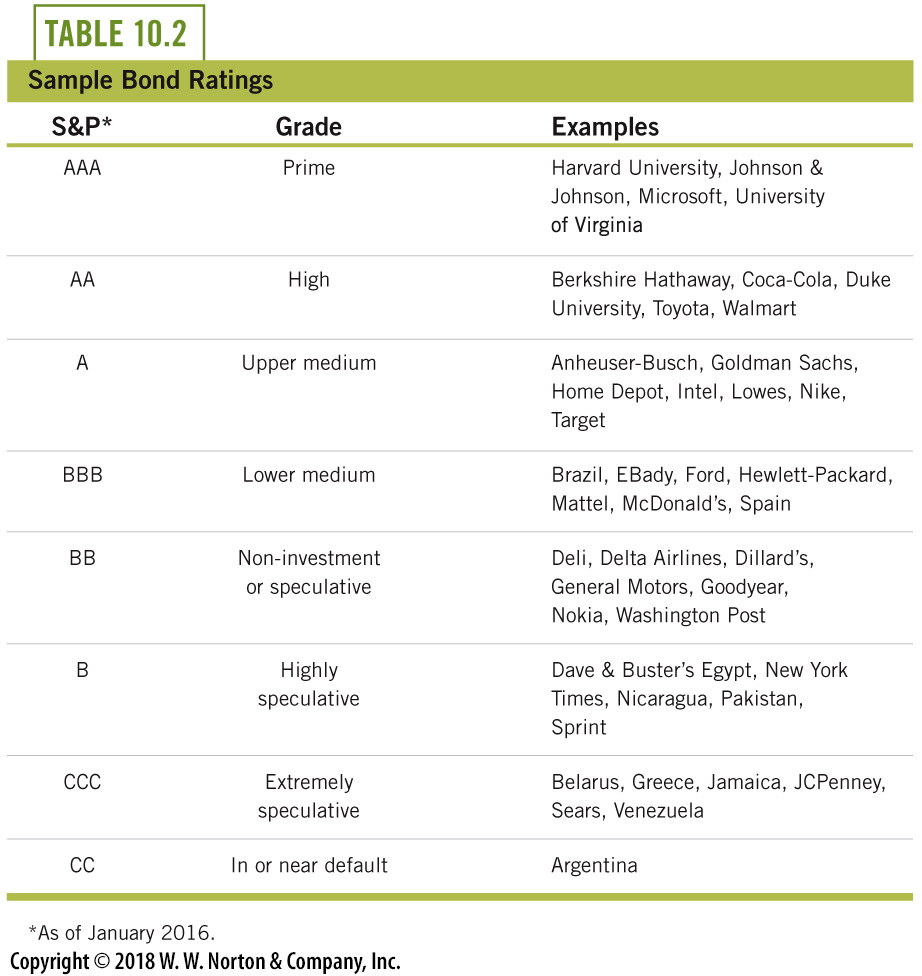 TABLE 10.2
Sample Bond Ratings
S&P* Grade Examples
AAA Prime Harvard University, Johnson &
Johnson, Microsoft, University
of Virginia
AA High Berkshire Hathaway, Coca-Cola, Duke
University, Toyota, Walmart
A Upper medium Anheuser-Busch, Goldman Sachs,
Home Depot, Intel, Lowes, Nike,
Target
BBB Lower medium Brazil, EBady, Ford, Hewlett-Packard,
Mattel, McDonald’s, Spain
BB Non-investment Deli, Delta Airlines, Dillard’s,
or speculative General Motors, Goodyear,
Nokia, Washington Post
B Highly Dave & Buster’s Egypt, New York
speculative Times, Nicaragua, Pakistan,
Sprint
CCC Extremely Belarus, Greece, Jamaica, JCPenney,
speculative Sears, Venezuela
CC In or near default Argentina
*As of January 2016.
Copyright © 2018 W. W. Norton & Company, Inc.